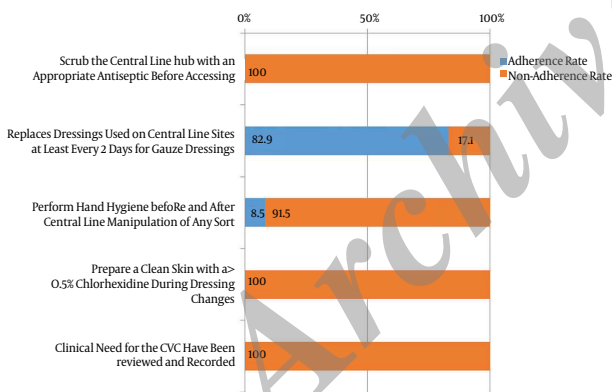 0%
50%
100%
Adherence Rate
Non-Adherence Rate
Scrub the Central Line hub with an
Appropriate Antiseptic Before Accessing
100
Replaces Dressings Used on Central Line Sites
at Least Every 2 Days for Gauze Dressings
82.9
17.1
Perform Hand Hygiene befoRe and After
Central Line Manipulation of Any Sort
8.5
91.5
Prepare a Clean Skin with a>
0.5% Chlorhexidine During Dressing
Changes
100
Clinical Need for the CVC Have Been
reviewed and Recorded
100
Archiv